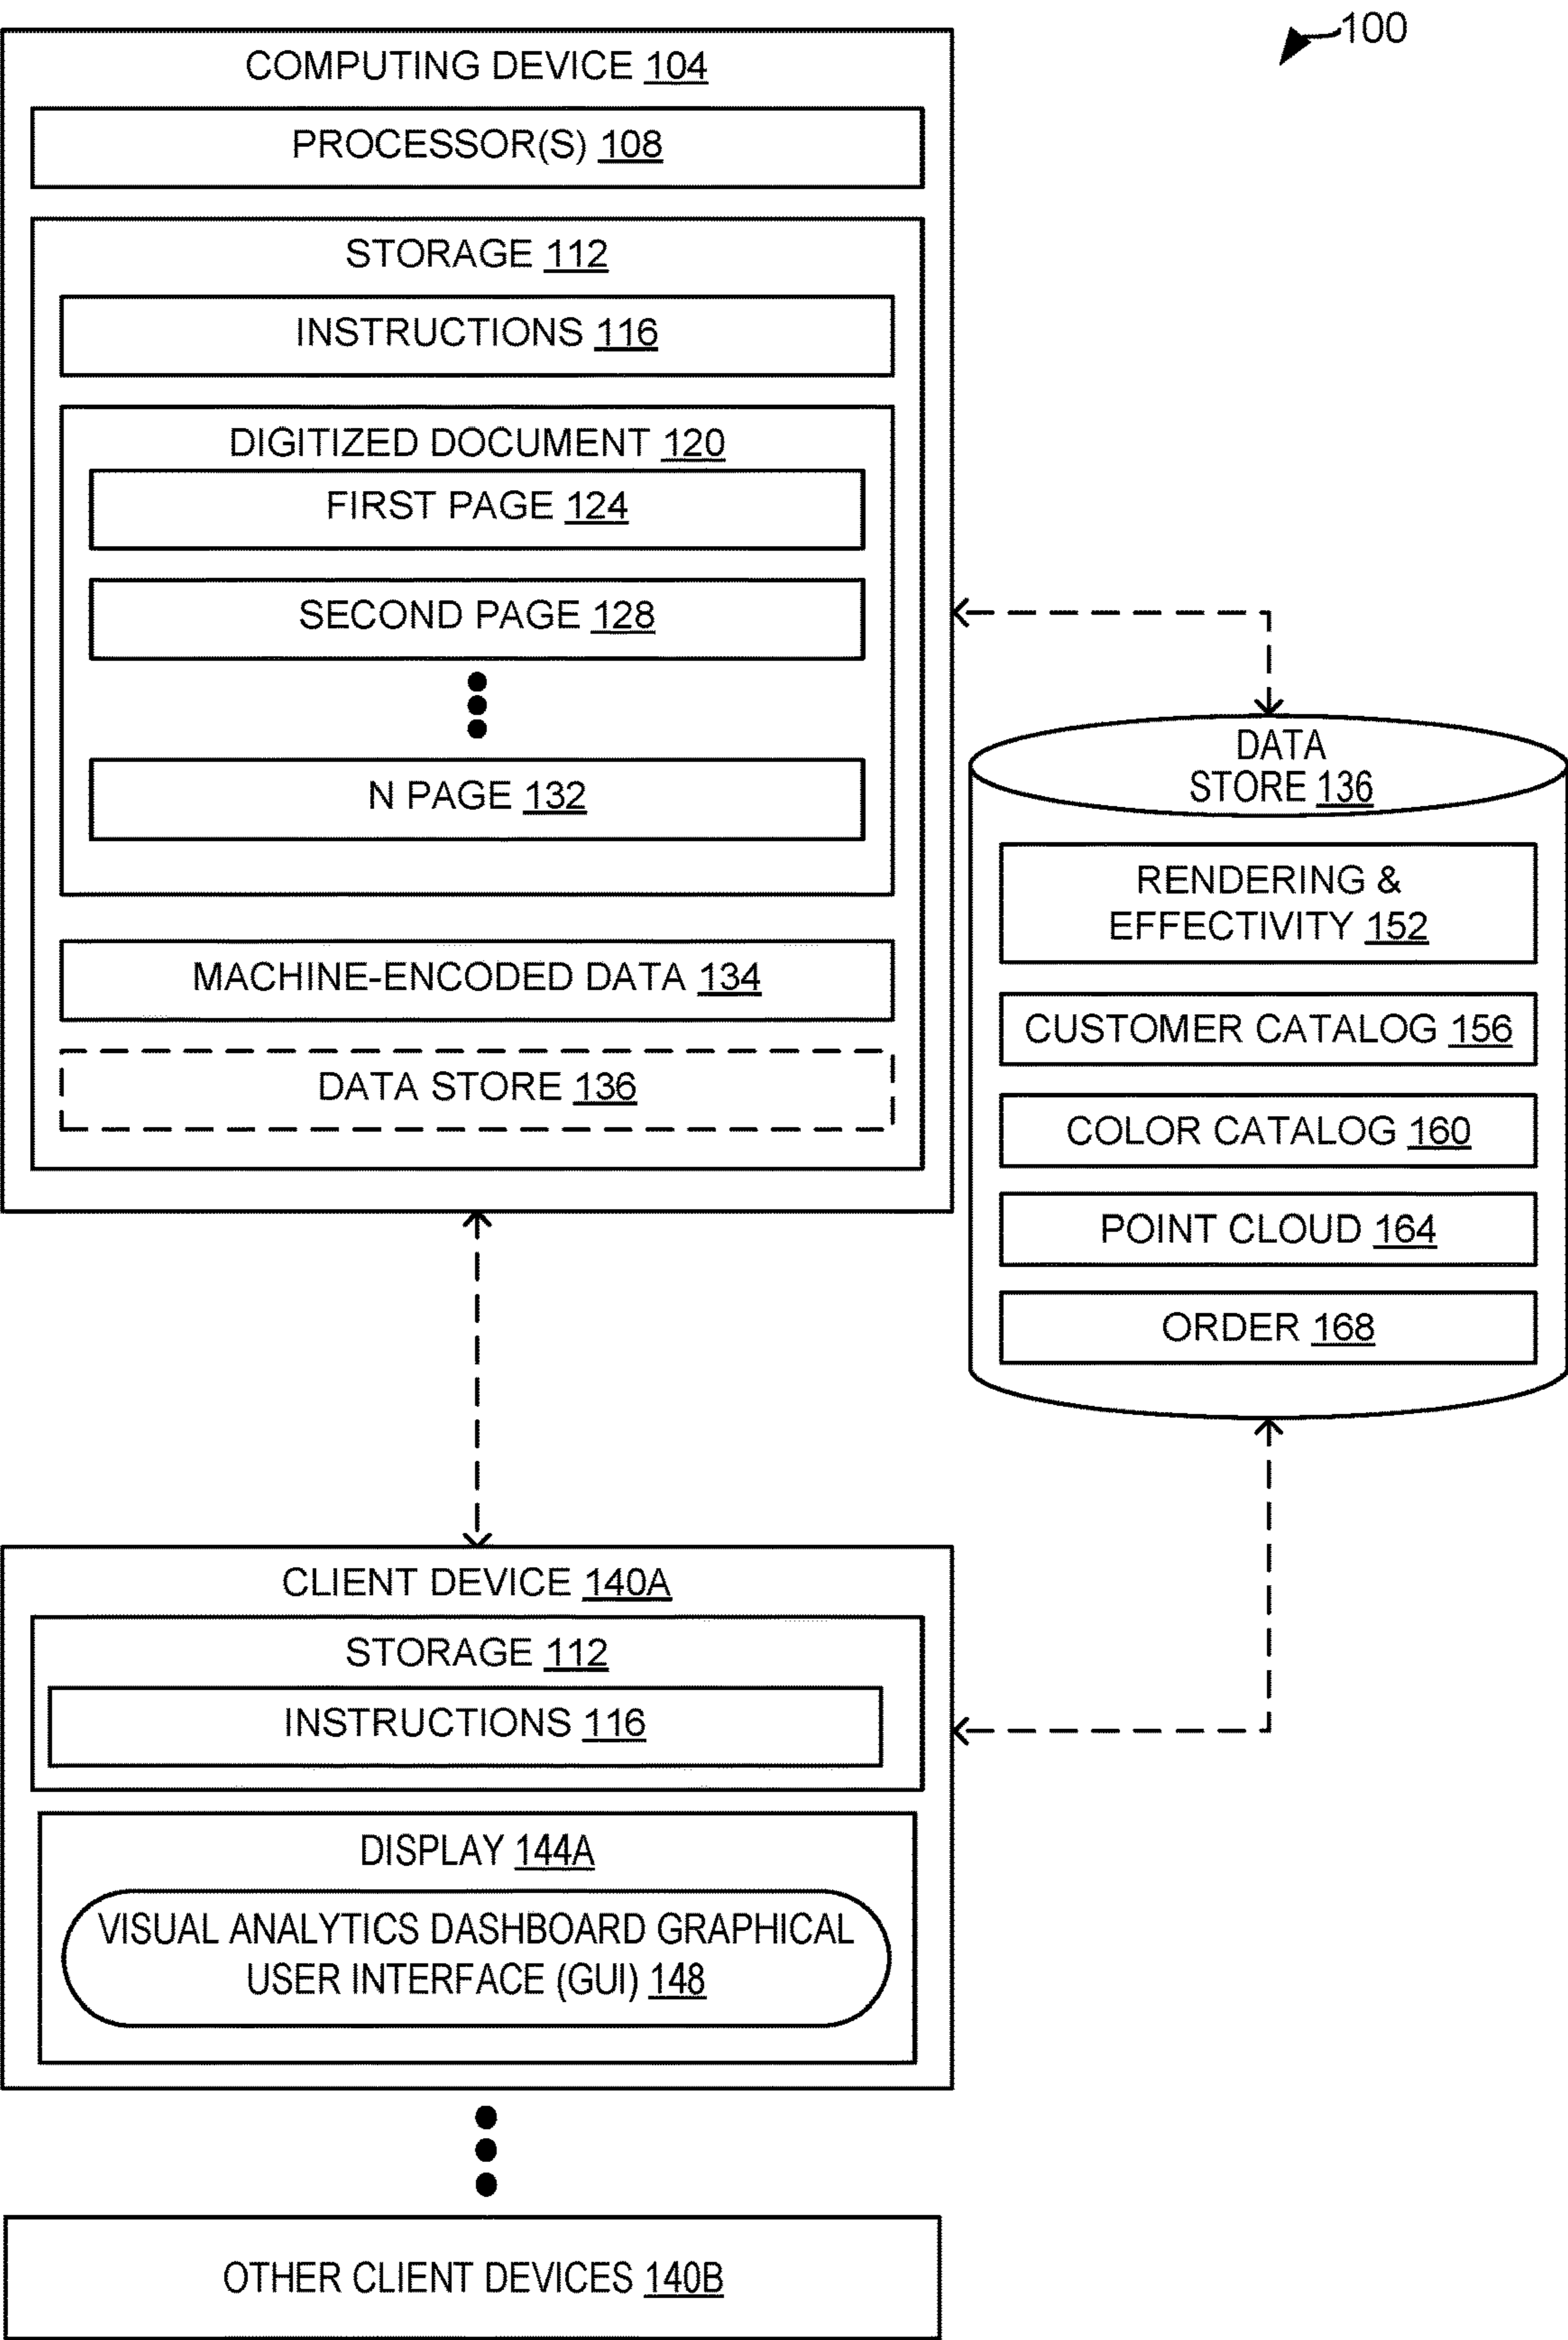 100
COMPUTING DEVICE 104
PROCESSOR(S) 108
STORAGE 112
INSTRUCTIONS 116
DIGITIZED DOCUMENT 120
FIRST PAGE 124
SECOND PAGE 128
N PAGE 132
MACHINE-ENCODED DATA 134
DATA STORE 136
DATA
STORE 136
RENDERING &
EFFECTIVITY 152
CUSTOMER CATALOG 156
COLOR CATALOG 160
POINT CLOUD 164
ORDER 168
CLIENT DEVICE 140A
STORAGE 112
INSTRUCTIONS 116
DISPLAY 144A
VISUAL ANALYTICS DASHBOARD GRAPHICAL
USER INTERFACE (GUI) 148
OTHER CLIENT DEVICES 140B